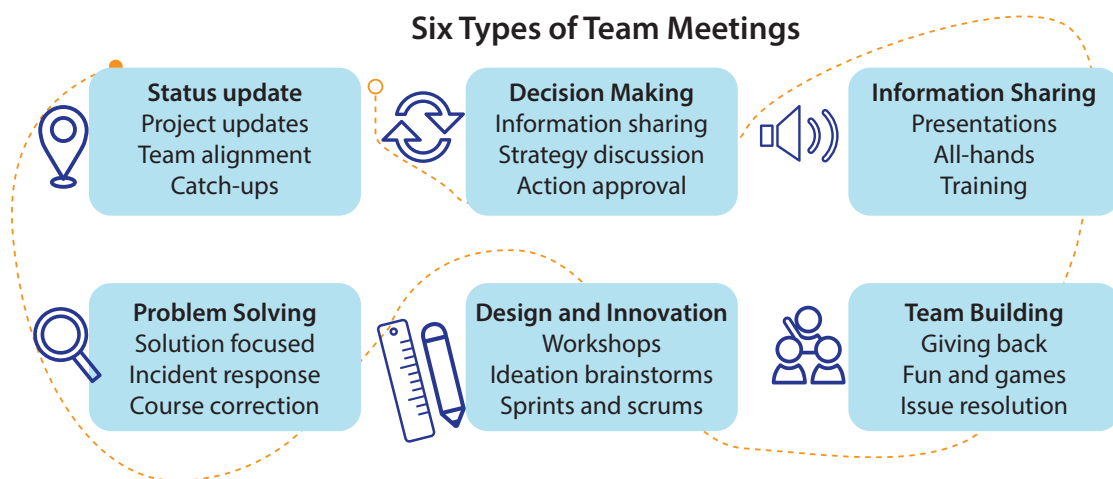 Six Types of Team Meetings
Status update
Project updates
Team alignment
Catch-ups
Decision Making
Information sharing
Strategy discussion
Action approval
Information Sharing
Presentations
All-hands
Training
Problem Solving
Solution focused
Incident response
Course correction
Design and Innovation
Workshops
Ideation brainstorms
Sprints and scrums
Team Building
Giving back
Fun and games
Issue resolution